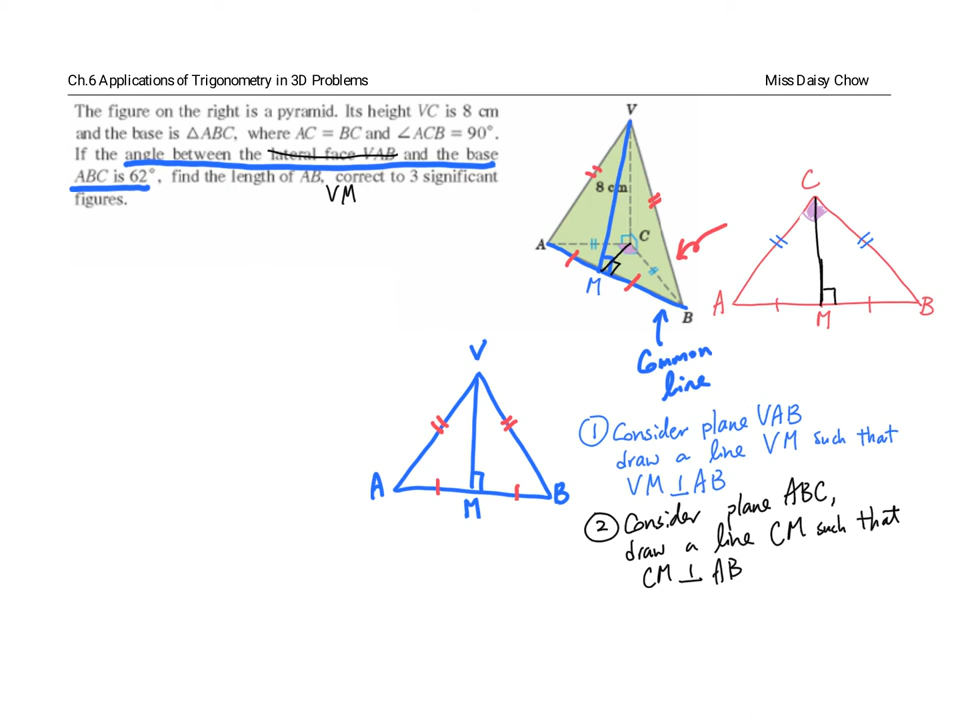 Ch.6 Applications of Trigonometry in 3D Problems
Miss Daisy Chow
The figure on the right is a pyramid. Its height VC is 8 cm
and the base is △ABC, where AC = BC and ∠ACB = 90°.
If the angle between the lateral face VAB and the base
ABC is 62°, find the length of AB, correct to 3 significant
figures.
VM
V
8 cm
A
C
M
B
Common
line
C
A
M
B
V
A
M
B
① Consider plane VAB
draw a line VM such that
VM ⊥ AB
② Consider plane ABC,
draw a line CM such that
CM ⊥ AB